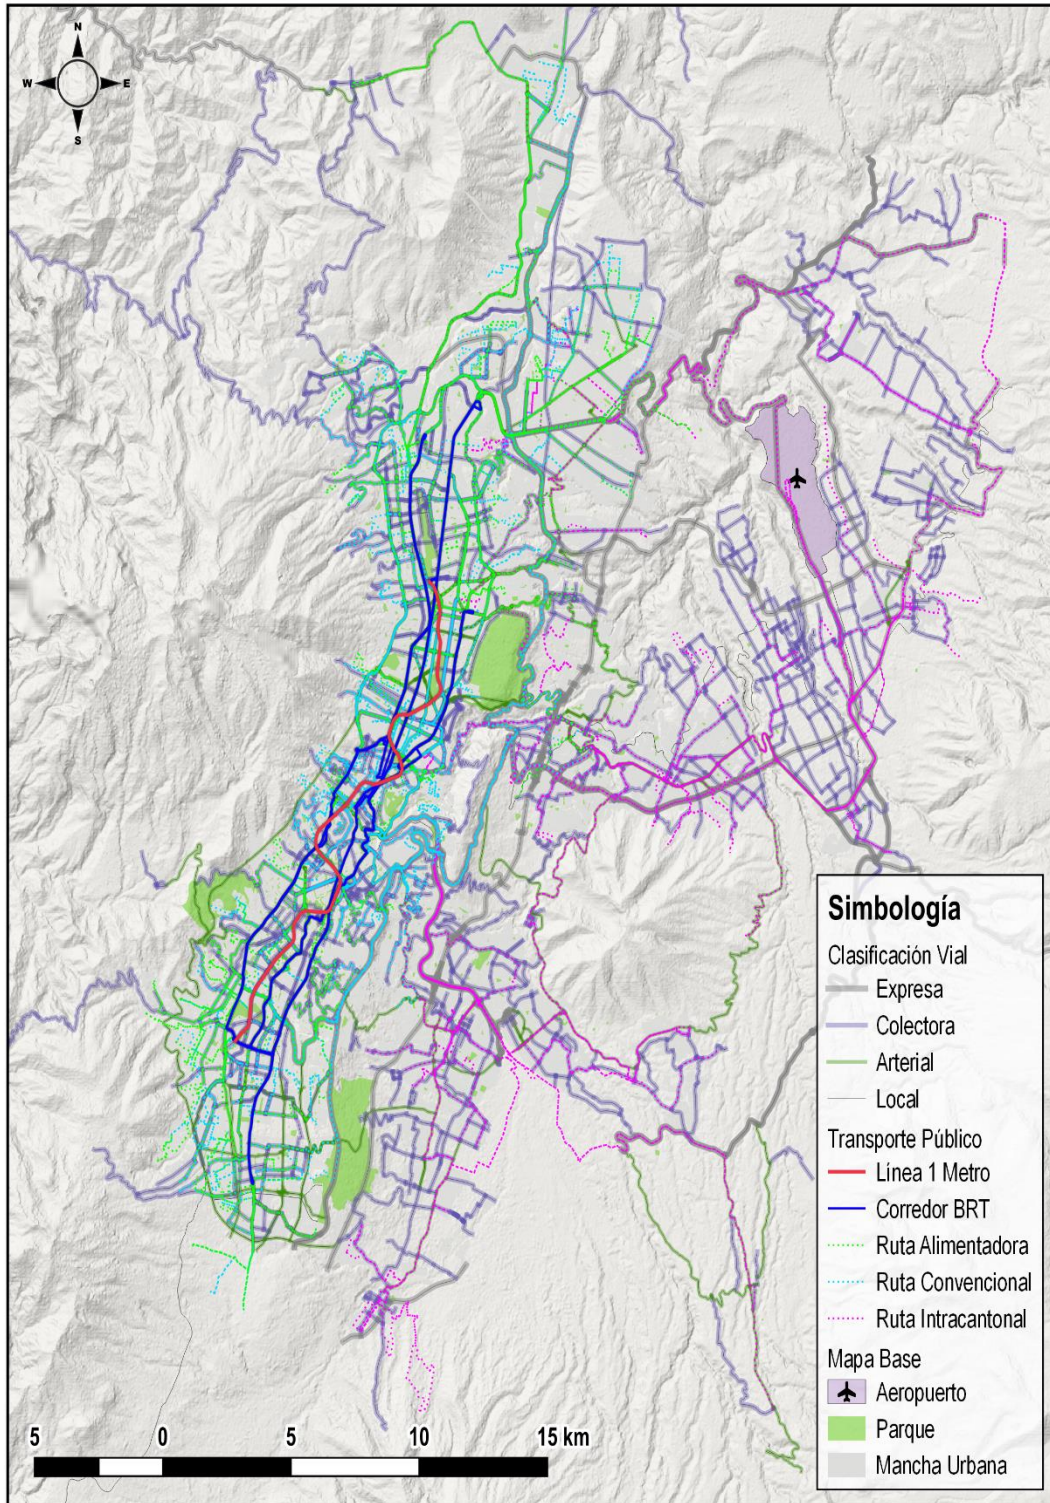 N
W E
S
Simbología
Clasificación Vial
Expresa
Colectora
Arterial
Local
Transporte Público
Línea 1 Metro
Corredor BRT
Ruta Alimentadora
Ruta Convencional
Ruta Intracantonal
Mapa Base
Aeropuerto
Parque
Mancha Urbana
5 0 5 10 15 km